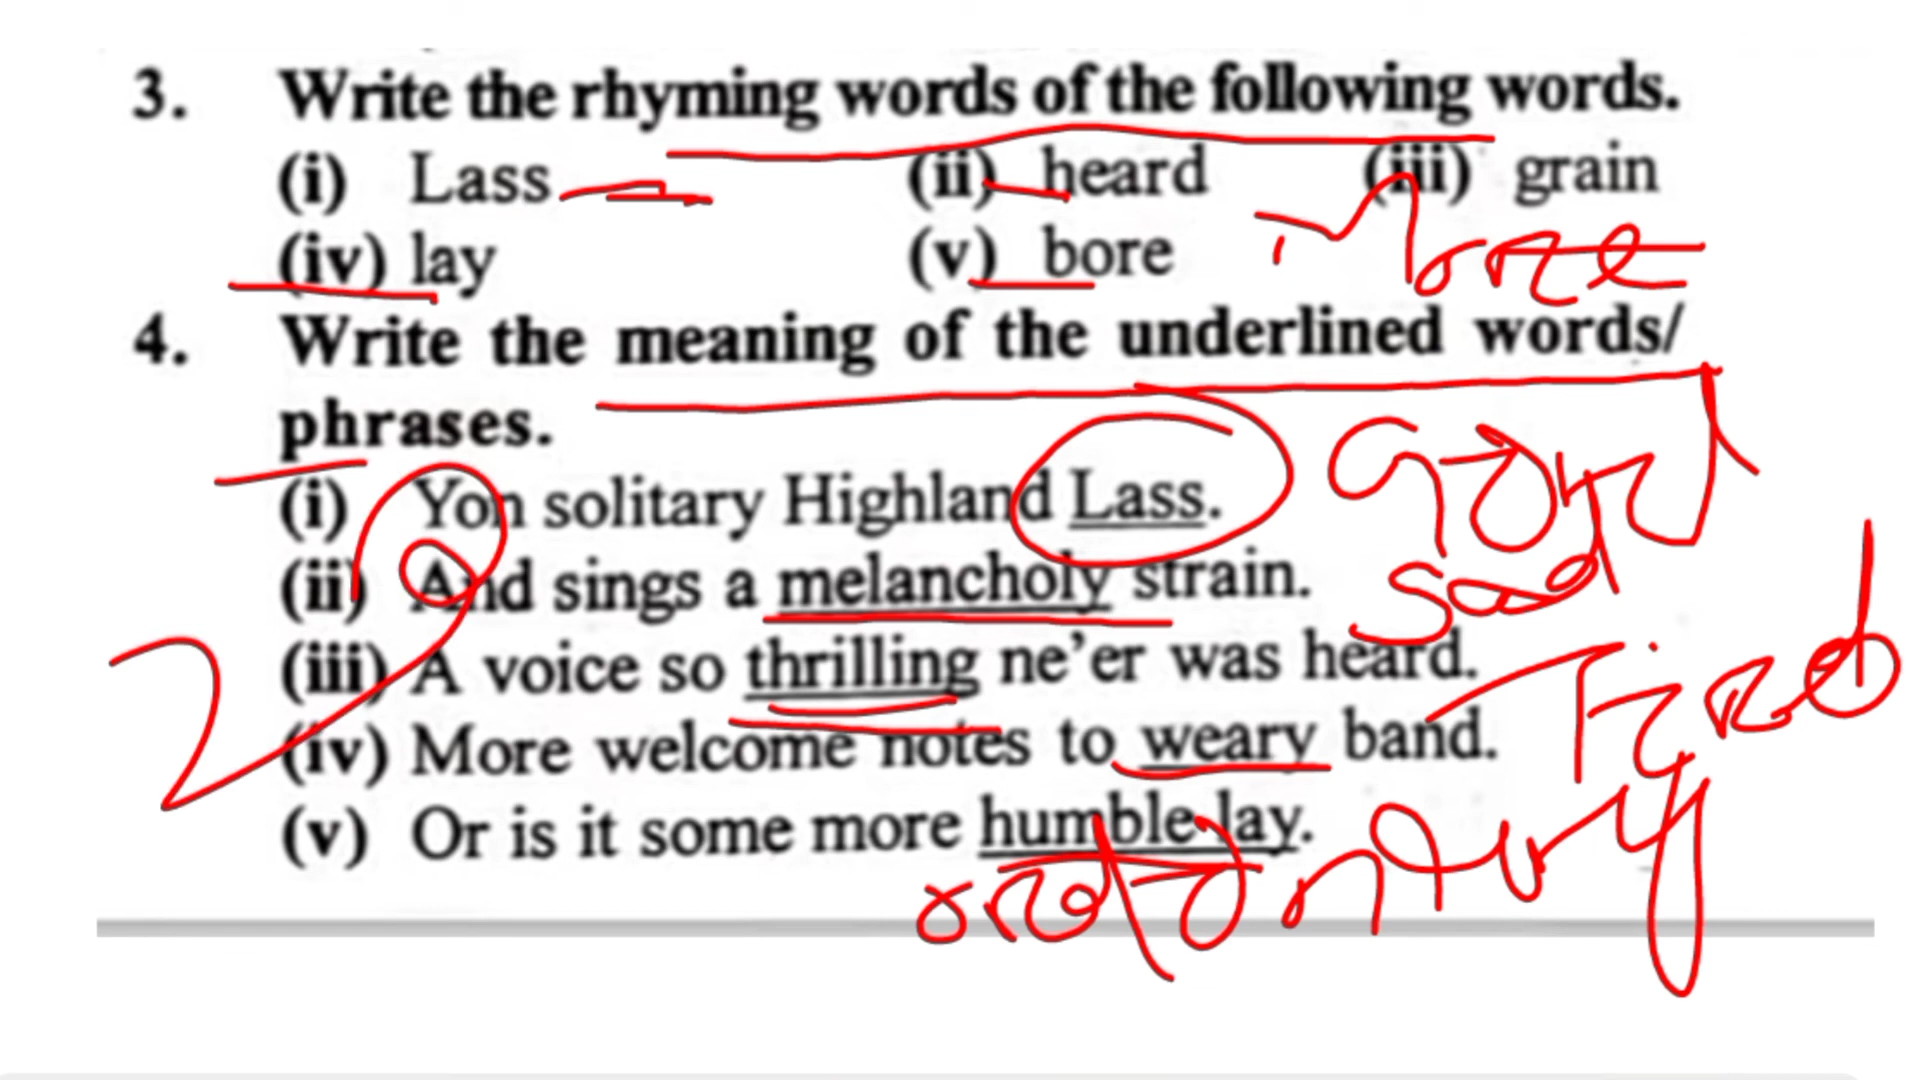 3. Write the rhyming words of the following words.
(i) Lass (ii) heard (iii) grain
(iv) lay (v) bore
4. Write the meaning of the underlined words/
phrases.
(i) Yon solitary Highland Lass.
(ii) And sings a melancholy strain. sad
(iii) A voice so thrilling ne'er was heard.
(iv) More welcome notes to weary band.
(v) Or is it some more humble lay.